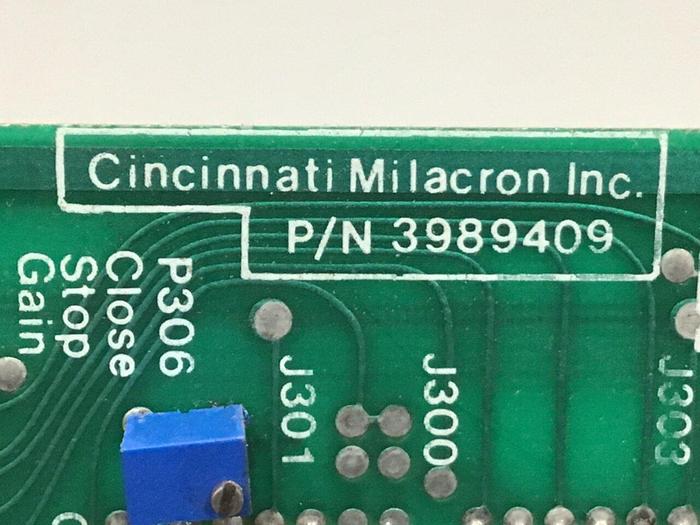 Cincinnati Milacron Inc.
P/N 3989409
P306
Close
Stop
Gain
J301
J300
J303